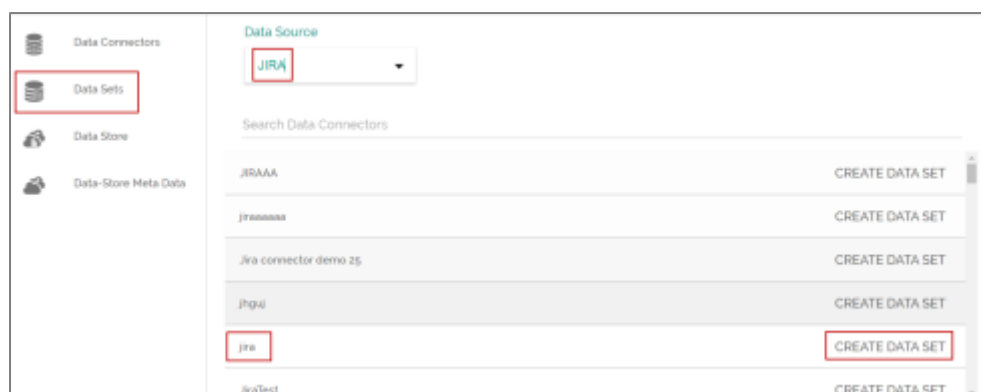 Data Connectors
Data Sets
Data Store
Data-Store Meta Data
Data Source
JIRA
Search Data Connectors
JIRAAA CREATE DATA SET
jiraaaaaa CREATE DATA SET
Jira connector demo 25 CREATE DATA SET
jhguj CREATE DATA SET
jira CREATE DATA SET
JiraTest CREATE DATA SET